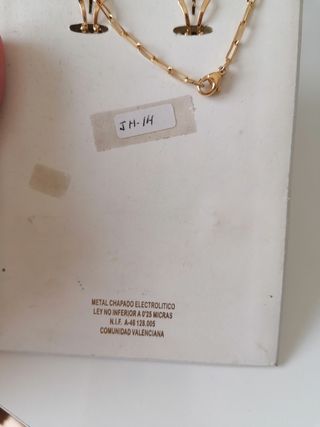 JH-14
METAL CHAPADO ELECTROLITICO
LEY NO INFERIOR A 0'25 MICRAS
N.I.F. A-46 128.005
COMUNIDAD VALENCIANA